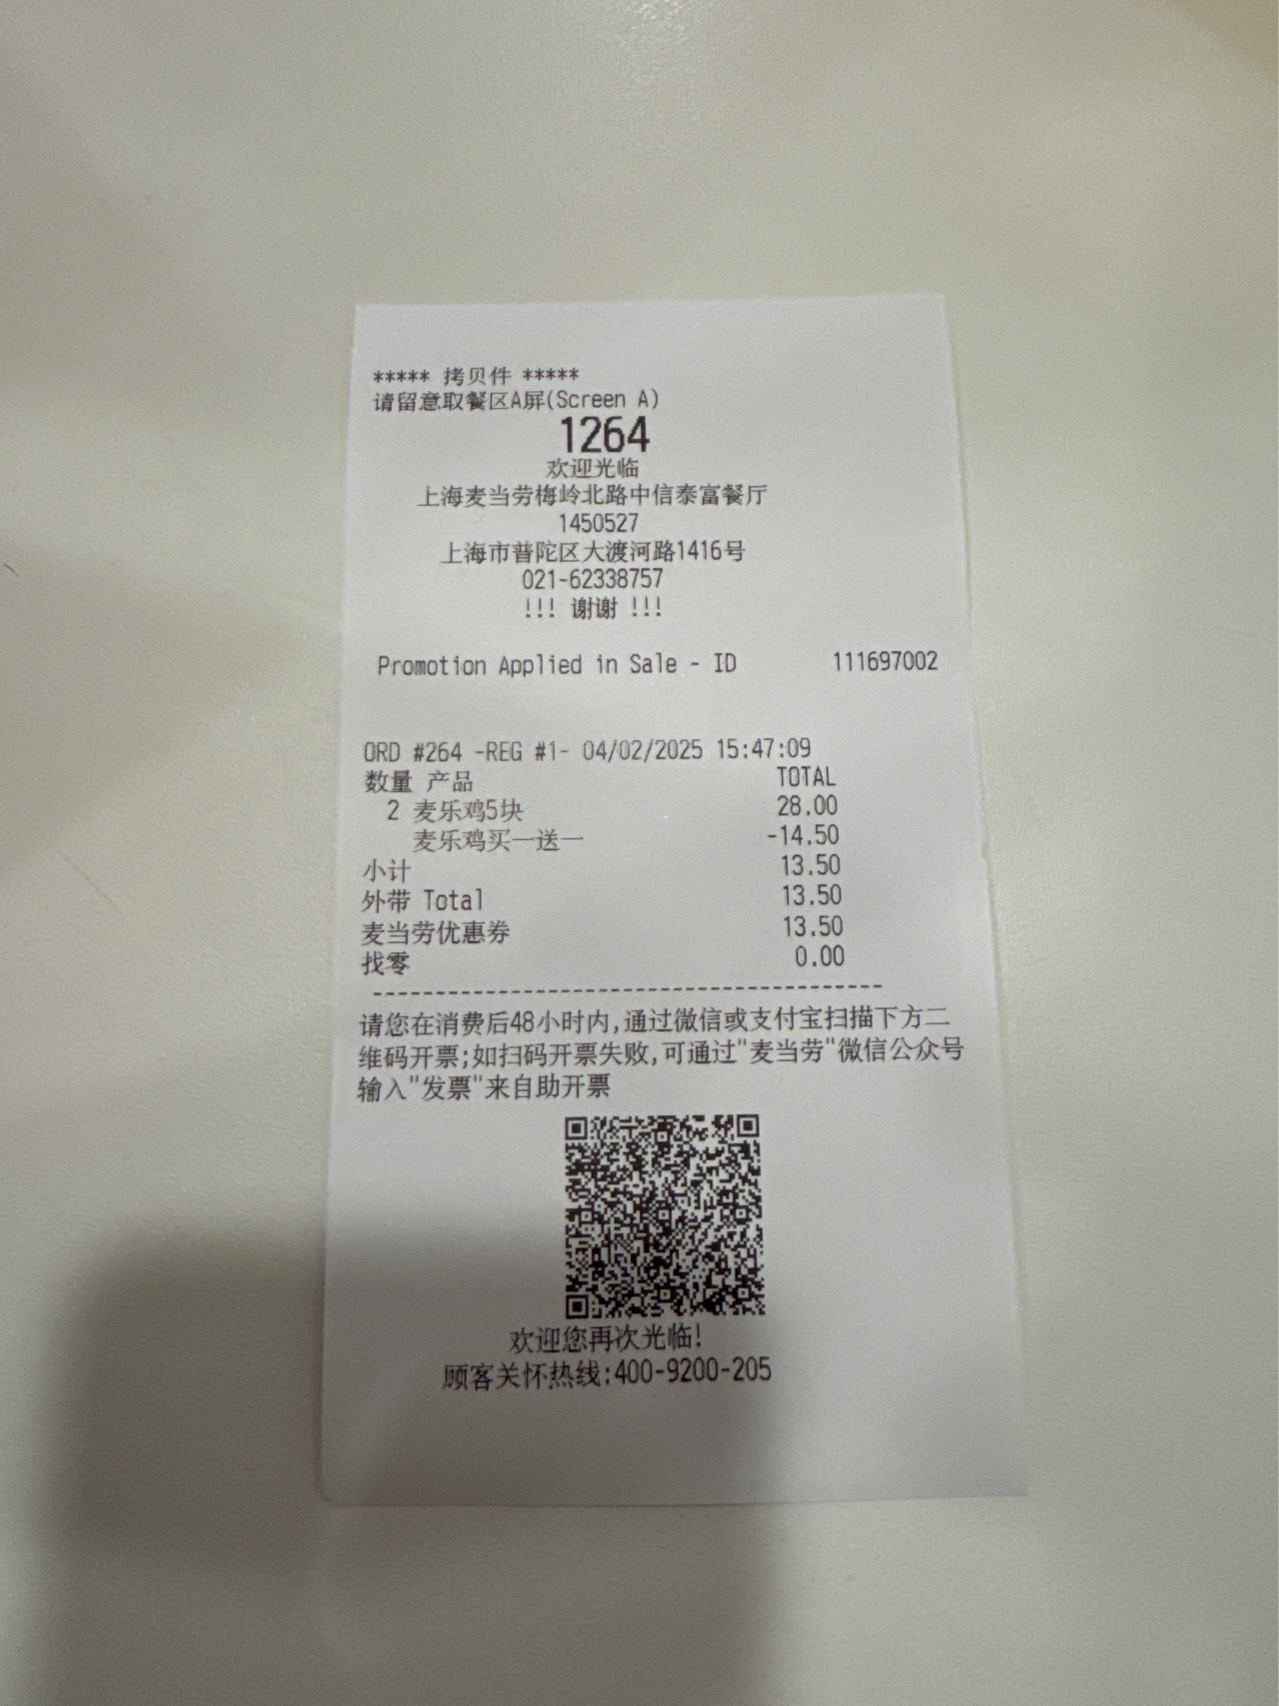 ***** 拷贝件 *****
请留意取餐区A屏(Screen A)
1264
欢迎光临
上海麦当劳梅岭北路中信泰富餐厅
1450527
上海市普陀区大渡河路1416号
021-62338757
!!! 谢谢 !!!
Promotion Applied in Sale - ID 111697002
ORD #264 -REG #1- 04/02/2025 15:47:09
数量 产品 TOTAL
2 麦乐鸡5块 28.00
麦乐鸡买一送一 -14.50
小计 13.50
外带 Total 13.50
麦当劳优惠券 13.50
找零 0.00
----------------------------------------
请您在消费后48小时内,通过微信或支付宝扫描下方二
维码开票;如扫码开票失败,可通过"麦当劳"微信公众号
输入"发票"来自助开票
欢迎您再次光临!
顾客关怀热线:400-9200-205